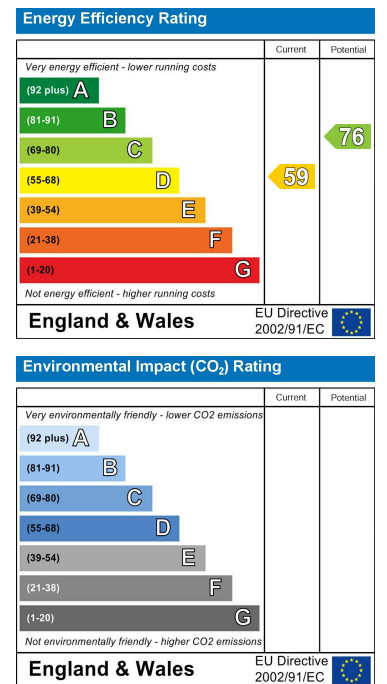 Energy Efficiency Rating
Current Potential
Very energy efficient - lower running costs
(92 plus) A
(81-91) B
(69-80) C
(55-68) D
(39-54) E
(21-38) F
(1-20) G
59
76
Not energy efficient - higher running costs
England & Wales
EU Directive
2002/91/EC
Environmental Impact (CO₂) Rating
Current Potential
Very environmentally friendly - lower CO2 emissions
(92 plus) A
(81-91) B
(69-80) C
(55-68) D
(39-54) E
(21-38) F
(1-20) G
Not environmentally friendly - higher CO2 emissions
England & Wales
EU Directive
2002/91/EC